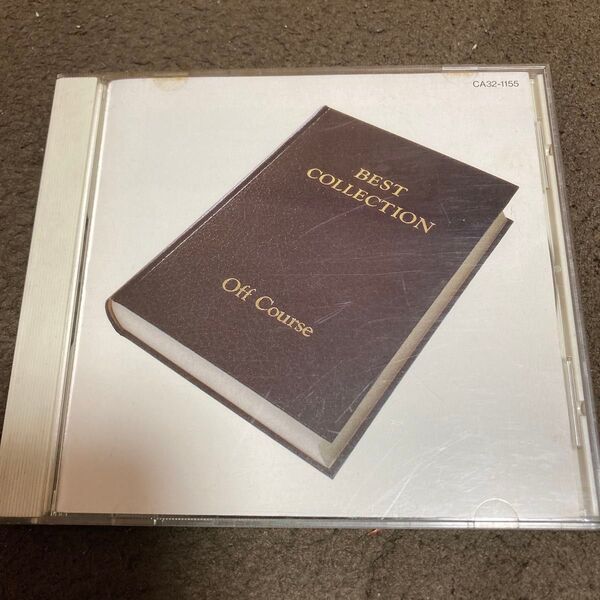 CA32-1155
BEST
COLLECTION
Off Course